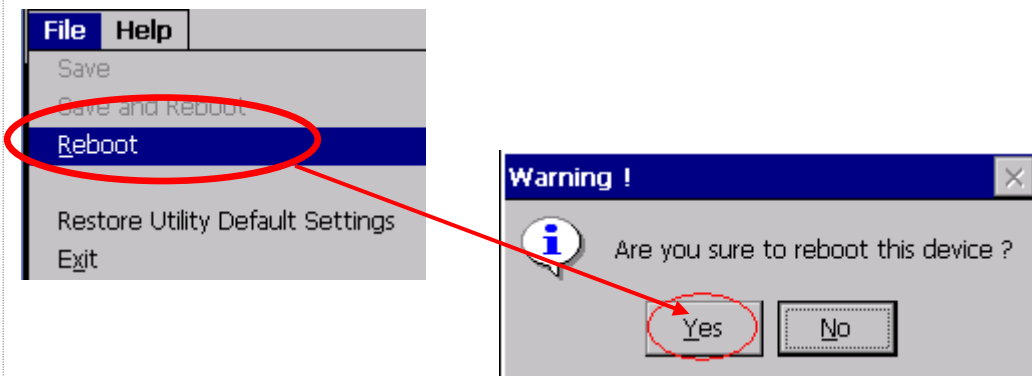 File Help
Save
Save and Reboot
Reboot
Restore Utility Default Settings
Exit
Warning !
Are you sure to reboot this device ?
Yes No